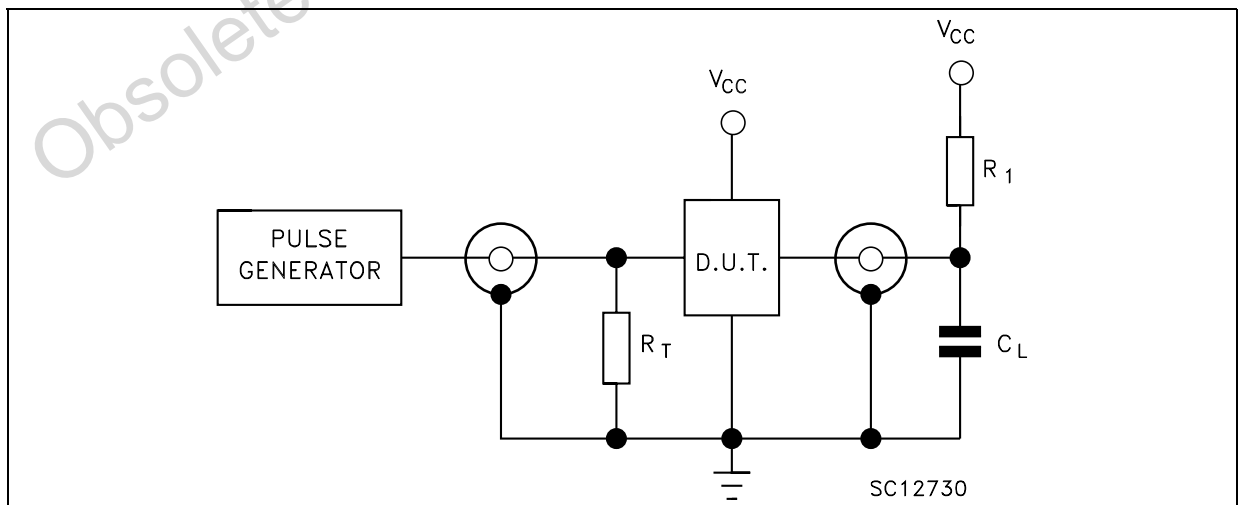 Obsolete
VCC
VCC
R1
PULSE
GENERATOR
D.U.T.
RT
CL
SC12730